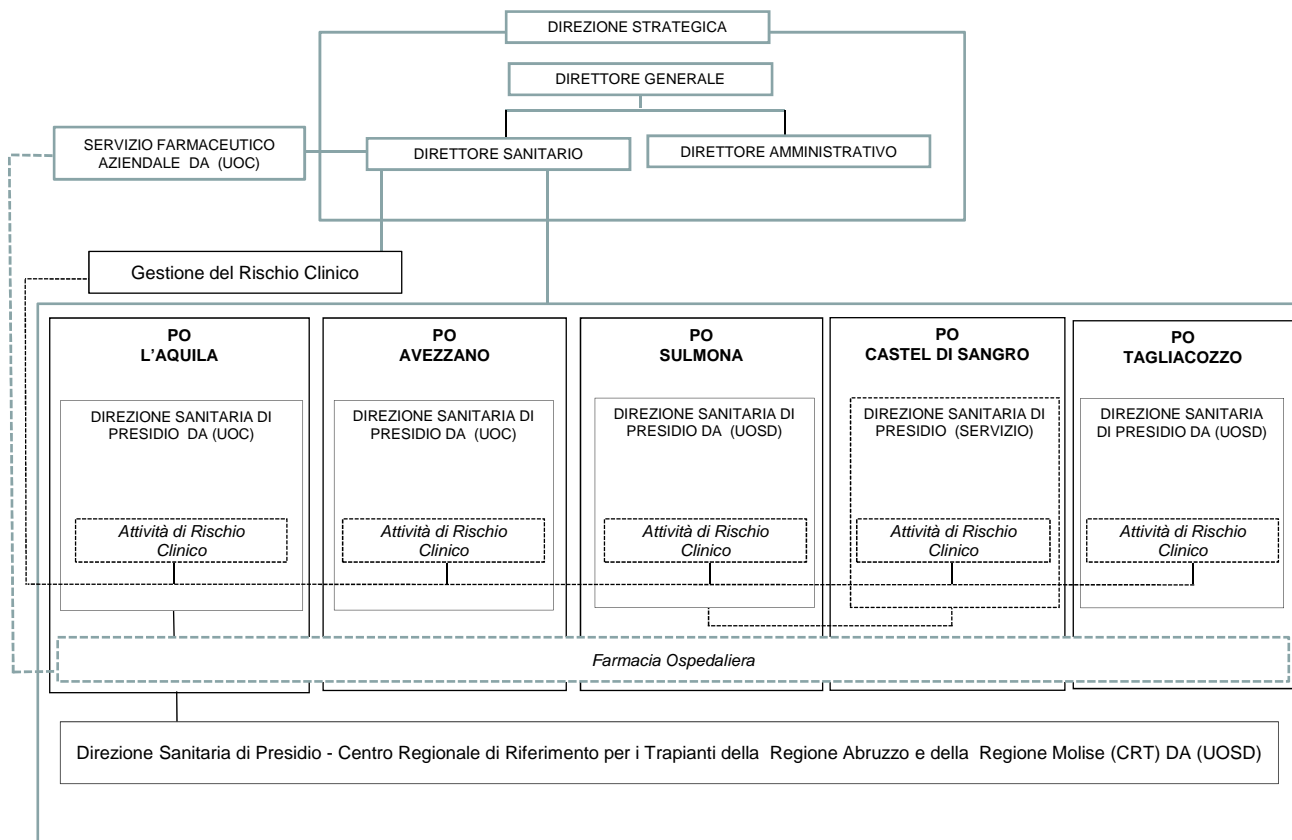 DIREZIONE STRATEGICA
DIRETTORE GENERALE
SERVIZIO FARMACEUTICO
AZIENDALE DA (UOC)
DIRETTORE SANITARIO
DIRETTORE AMMINISTRATIVO
Gestione del Rischio Clinico
PO
L'AQUILA
DIREZIONE SANITARIA DI
PRESIDIO DA (UOC)
Attività di Rischio
Clinico
PO
AVEZZANO
DIREZIONE SANITARIA DI
PRESIDIO DA (UOC)
Attività di Rischio
Clinico
PO
SULMONA
DIREZIONE SANITARIA DI
PRESIDIO DA (UOSD)
Attività di Rischio
Clinico
PO
CASTEL DI SANGRO
DIREZIONE SANITARIA DI
PRESIDIO (SERVIZIO)
Attività di Rischio
Clinico
PO
TAGLIACOZZO
DIREZIONE SANITARIA
DI PRESIDIO DA (UOSD)
Attività di Rischio
Clinico
Farmacia Ospedaliera
Direzione Sanitaria di Presidio - Centro Regionale di Riferimento per i Trapianti della Regione Abruzzo e della Regione Molise (CRT) DA (UOSD)